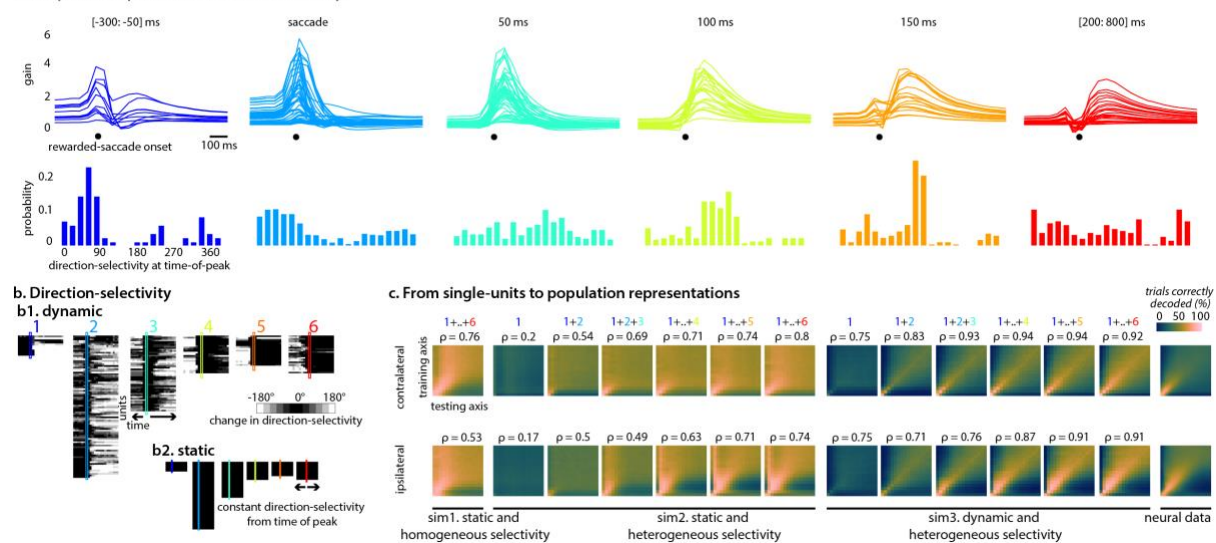 [-300: -50] ms
saccade
50 ms
100 ms
150 ms
[200: 800] ms
gain
6
4
2
0
rewarded-saccade onset
100 ms
probability
0.2
0.1
0
0 90 180 270 360
direction-selectivity at time-of-peak
b. Direction-selectivity
b1. dynamic
1 2 3 4 5 6
units
time
-180° 0° 180°
change in direction-selectivity
b2. static
constant direction-selectivity
from time of peak
c. From single-units to population representations
trials correctly
decoded (%)
0 50 100
1+..+6 1 1+2 1+2+3 1+..+4 1+..+5 1+..+6 1 1+2 1+2+3 1+..+4 1+..+5 1+..+6
ρ = 0.76 ρ = 0.2 ρ = 0.54 ρ = 0.69 ρ = 0.71 ρ = 0.74 ρ = 0.8 ρ = 0.75 ρ = 0.83 ρ = 0.93 ρ = 0.94 ρ = 0.94 ρ = 0.92
contralateral
training axis
testing axis
ρ = 0.53 ρ = 0.17 ρ = 0.5 ρ = 0.49 ρ = 0.63 ρ = 0.71 ρ = 0.74 ρ = 0.75 ρ = 0.71 ρ = 0.76 ρ = 0.87 ρ = 0.91 ρ = 0.91
ipsilateral
sim1. static and
homogeneous selectivity
sim2. static and
heterogeneous selectivity
sim3. dynamic and
heterogeneous selectivity
neural data